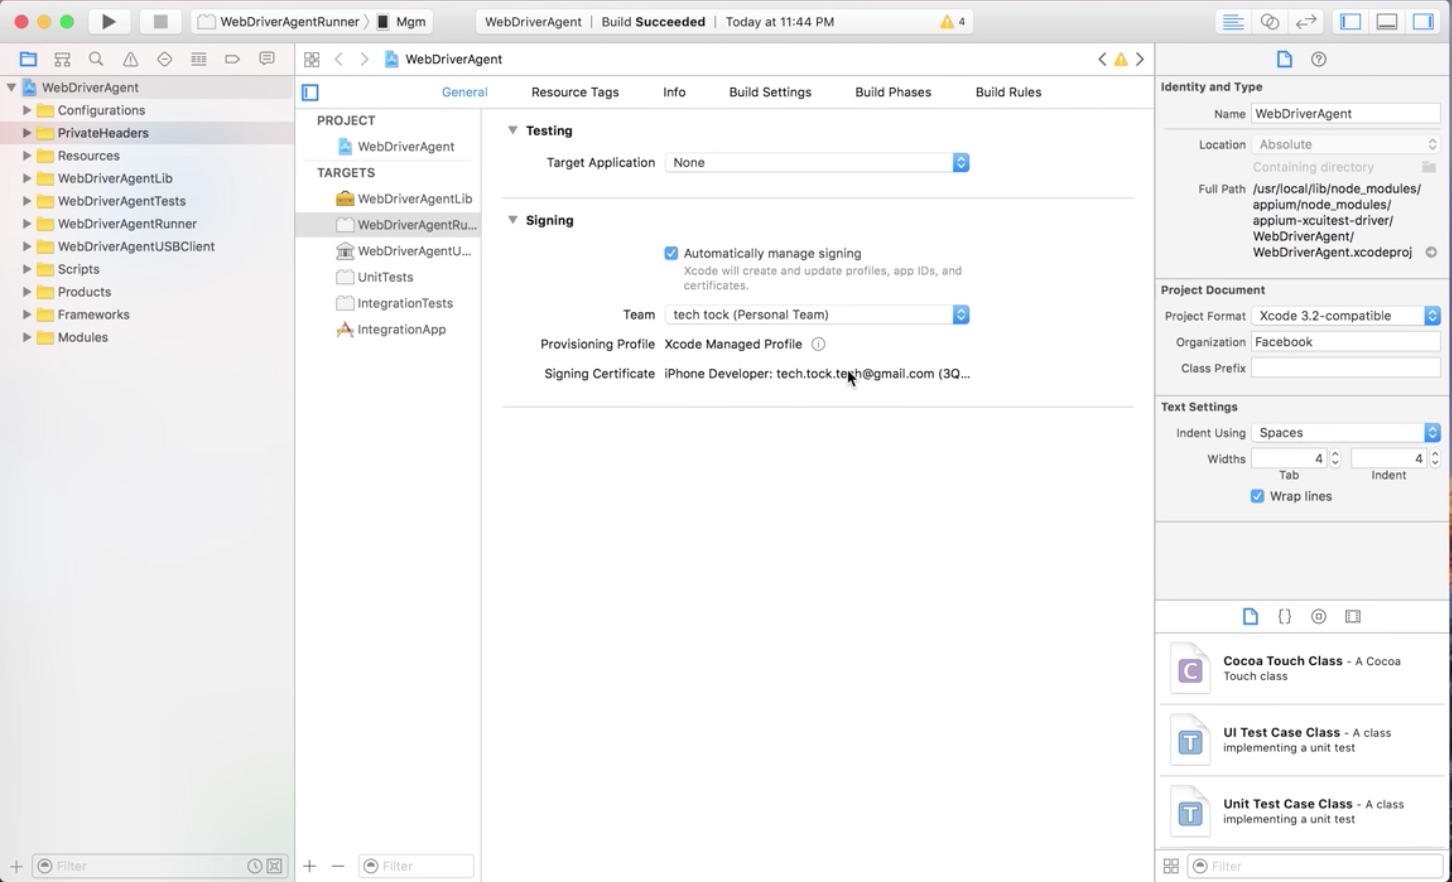 WebDriverAgentRunner 〉 Mgm
WebDriverAgent | Build Succeeded | Today at 11:44 PM
4
WebDriverAgent
Configurations
PrivateHeaders
Resources
WebDriverAgentLib
WebDriverAgentTests
WebDriverAgentRunner
WebDriverAgentUSBClient
Scripts
Products
Frameworks
Modules
Filter
WebDriverAgent
General Resource Tags Info Build Settings Build Phases Build Rules
PROJECT
WebDriverAgent
TARGETS
WebDriverAgentLib
WebDriverAgentRu...
WebDriverAgentU...
UnitTests
IntegrationTests
IntegrationApp
Filter
Testing
Target Application None
Signing
Automatically manage signing
Xcode will create and update profiles, app IDs, and
certificates.
Team tech tock (Personal Team)
Provisioning Profile Xcode Managed Profile
Signing Certificate iPhone Developer: tech.tock.tech@gmail.com (3Q...
Identity and Type
Name WebDriverAgent
Location Absolute
Containing directory
Full Path /usr/local/lib/node_modules/
appium/node_modules/
appium-xcuitest-driver/
WebDriverAgent/
WebDriverAgent.xcodeproj
Project Document
Project Format Xcode 3.2-compatible
Organization Facebook
Class Prefix
Text Settings
Indent Using Spaces
Widths 4 4
Tab Indent
Wrap lines
{}
C
Cocoa Touch Class - A Cocoa
Touch class
T
UI Test Case Class - A class
implementing a unit test
T
Unit Test Case Class - A class
implementing a unit test
Filter